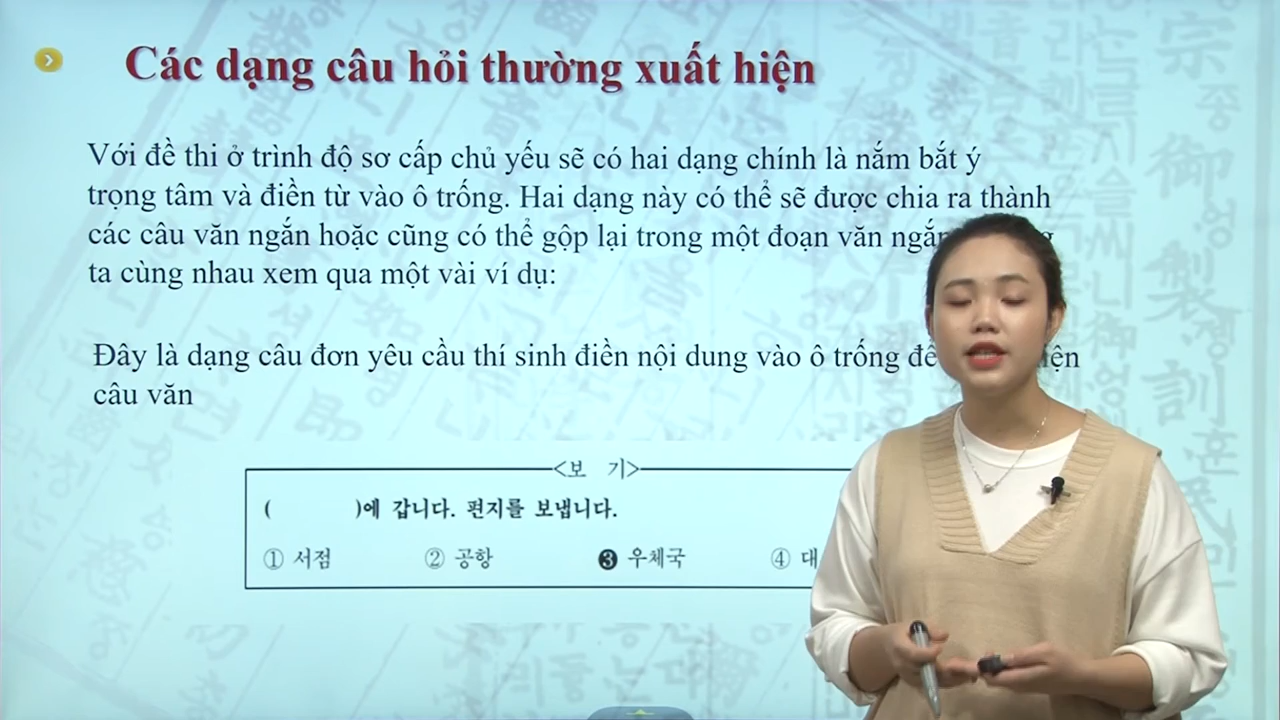 Các dạng câu hỏi thường xuất hiện
Với đề thi ở trình độ sơ cấp chủ yếu sẽ có hai dạng chính là nắm bắt ý
trọng tâm và điền từ vào ô trống. Hai dạng này có thể sẽ được chia ra thành
các câu văn ngắn hoặc cũng có thể gộp lại trong một đoạn văn
ta cùng nhau xem qua một vài ví dụ:
Đây là dạng câu đơn yêu cầu thí sinh điền nội dung vào ô trống
câu văn
<보 기>
( )에 갑니다. 편지를 보냅니다.
① 서점 ② 공항 ❸ 우체국 ④